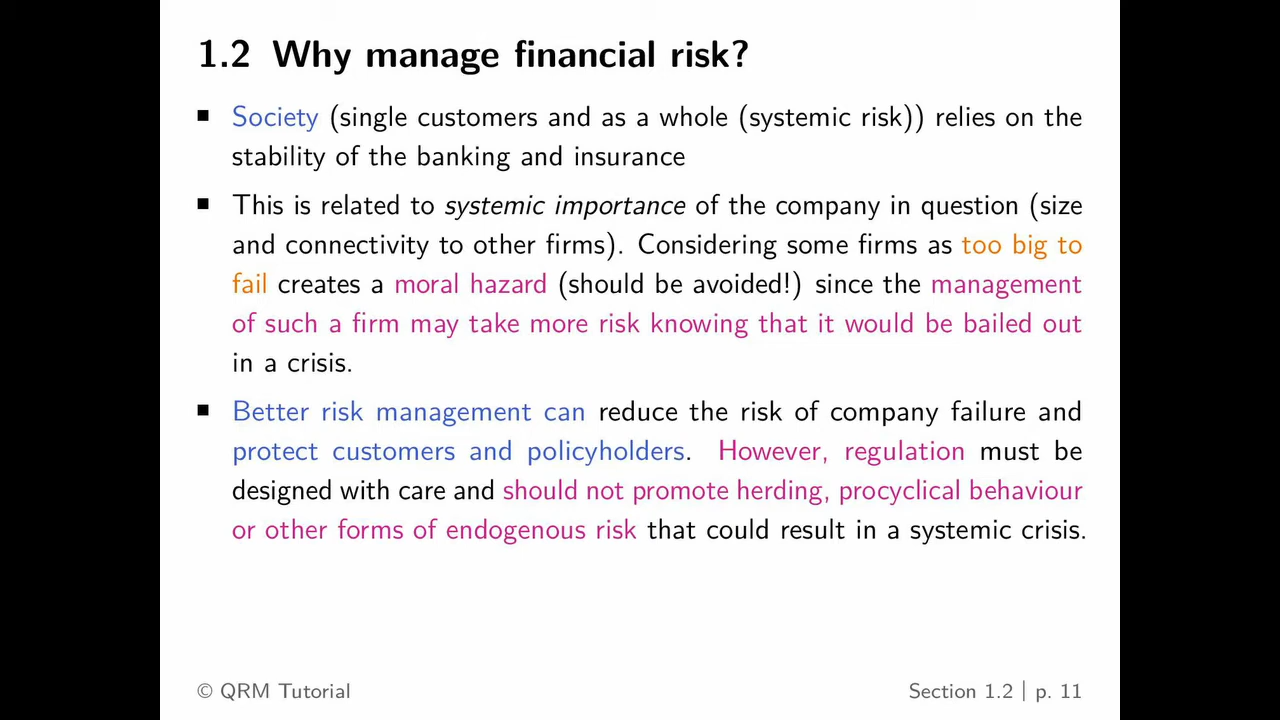 1.2 Why manage financial risk?
■ Society (single customers and as a whole (systemic risk)) relies on the
stability of the banking and insurance
■ This is related to systemic importance of the company in question (size
and connectivity to other firms). Considering some firms as too big to
fail creates a moral hazard (should be avoided!) since the management
of such a firm may take more risk knowing that it would be bailed out
in a crisis.
■ Better risk management can reduce the risk of company failure and
protect customers and policyholders. However, regulation must be
designed with care and should not promote herding, procyclical behaviour
or other forms of endogenous risk that could result in a systemic crisis.
© QRM Tutorial
Section 1.2 | p. 11